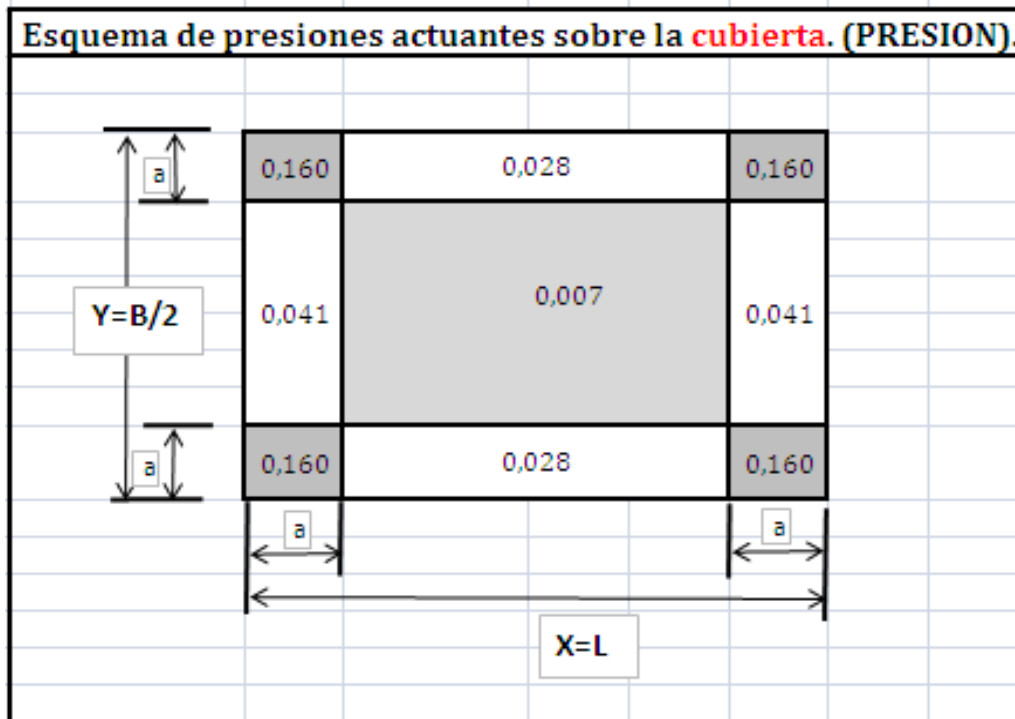 Esquema de presiones actuantes sobre la cubierta. (PRESION).
a 0,160 0,028 0,160
Y=B/2 0,041 0,007 0,041
a 0,160 0,028 0,160
a a
X=L